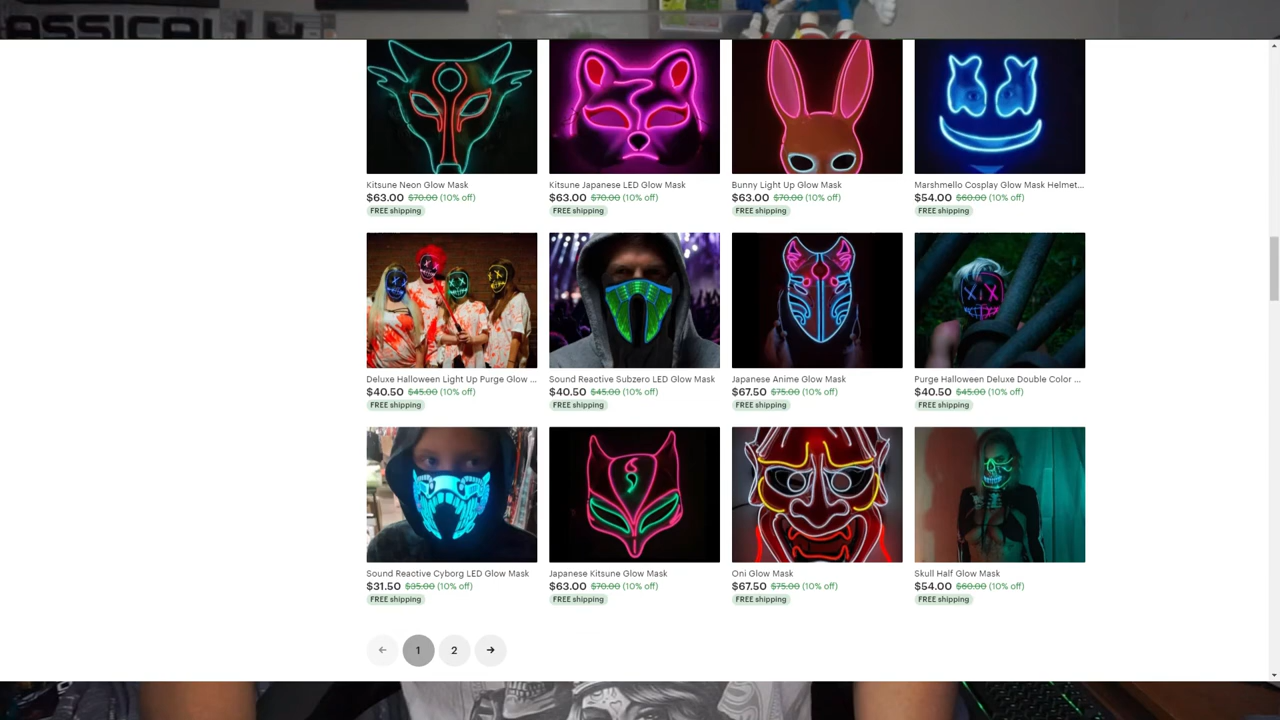 ASSICALLY
Kitsune Neon Glow Mask
$63.00 $70.00 (10% off)
FREE shipping
Kitsune Japanese LED Glow Mask
$63.00 $70.00 (10% off)
FREE shipping
Bunny Light Up Glow Mask
$63.00 $70.00 (10% off)
FREE shipping
Marshmello Cosplay Glow Mask Helmet...
$54.00 $60.00 (10% off)
FREE shipping
Deluxe Halloween Light Up Purge Glow ...
$40.50 $45.00 (10% off)
FREE shipping
Sound Reactive Subzero LED Glow Mask
$40.50 $45.00 (10% off)
FREE shipping
Japanese Anime Glow Mask
$67.50 $75.00 (10% off)
FREE shipping
Purge Halloween Deluxe Double Color ...
$40.50 $45.00 (10% off)
FREE shipping
Sound Reactive Cyborg LED Glow Mask
$31.50 $35.00 (10% off)
FREE shipping
Japanese Kitsune Glow Mask
$63.00 $70.00 (10% off)
FREE shipping
Oni Glow Mask
$67.50 $75.00 (10% off)
FREE shipping
Skull Half Glow Mask
$54.00 $60.00 (10% off)
FREE shipping
← 1 2 →